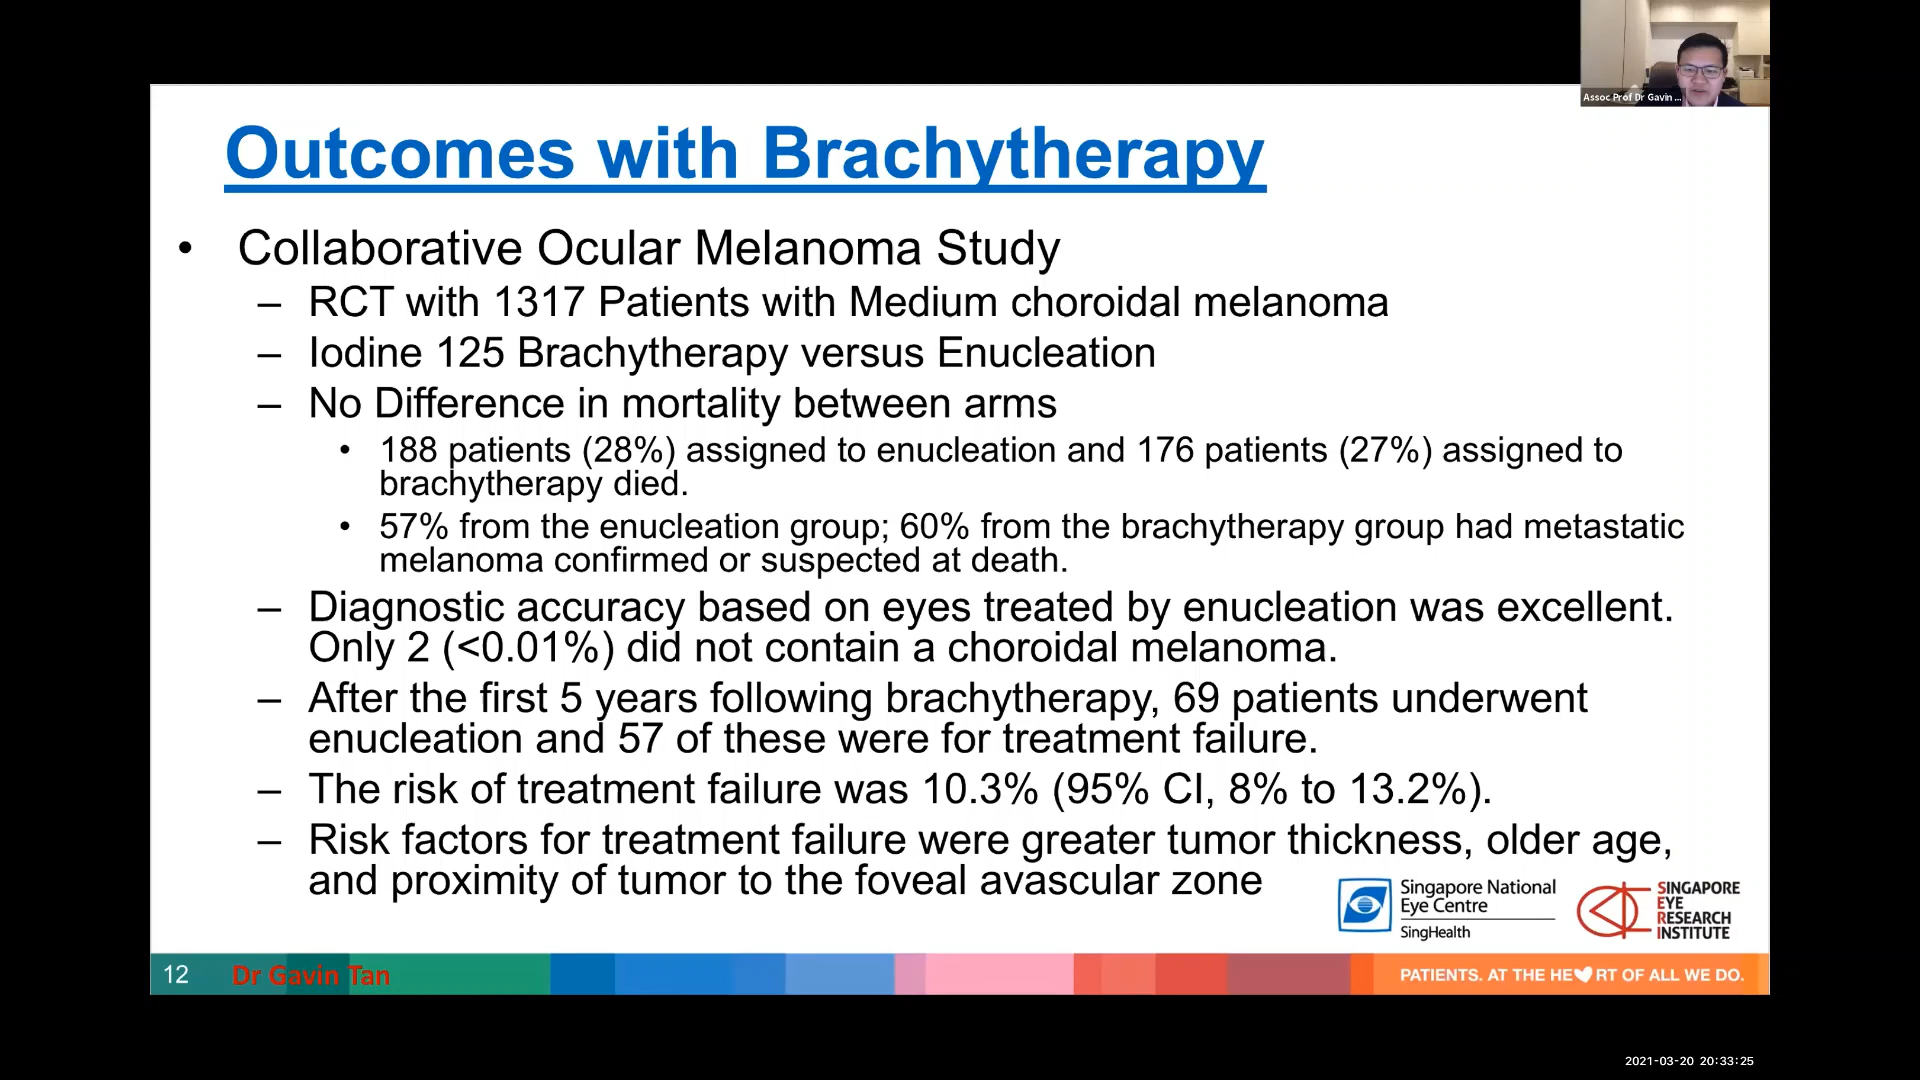 Assoc Prof Dr Gavin ...
Outcomes with Brachytherapy
• Collaborative Ocular Melanoma Study
– RCT with 1317 Patients with Medium choroidal melanoma
– Iodine 125 Brachytherapy versus Enucleation
– No Difference in mortality between arms
• 188 patients (28%) assigned to enucleation and 176 patients (27%) assigned to
brachytherapy died.
• 57% from the enucleation group; 60% from the brachytherapy group had metastatic
melanoma confirmed or suspected at death.
– Diagnostic accuracy based on eyes treated by enucleation was excellent.
Only 2 (<0.01%) did not contain a choroidal melanoma.
– After the first 5 years following brachytherapy, 69 patients underwent
enucleation and 57 of these were for treatment failure.
– The risk of treatment failure was 10.3% (95% CI, 8% to 13.2%).
– Risk factors for treatment failure were greater tumor thickness, older age,
and proximity of tumor to the foveal avascular zone
Singapore National
Eye Centre
SingHealth
SINGAPORE
EYE
RESEARCH
INSTITUTE
12 Dr Gavin Tan
PATIENTS. AT THE HE❤RT OF ALL WE DO.
2021-03-20 20:33:25